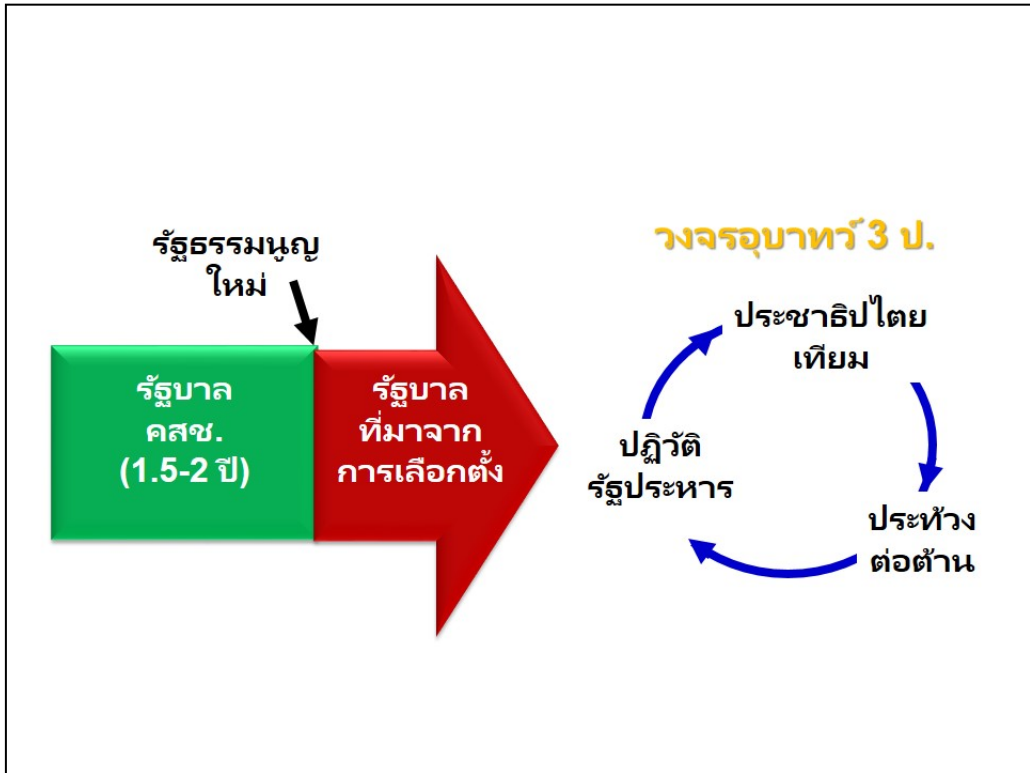 รัฐธรรมนูญ
ใหม่
รัฐบาล
คสช.
(1.5-2 ปี)
รัฐบาล
ที่มาจาก
การเลือกตั้ง
วงจรอุบาทว์ 3 ป.
ประชาธิปไตย
เทียม
ประท้วง
ต่อต้าน
ปฏิวัติ
รัฐประหาร